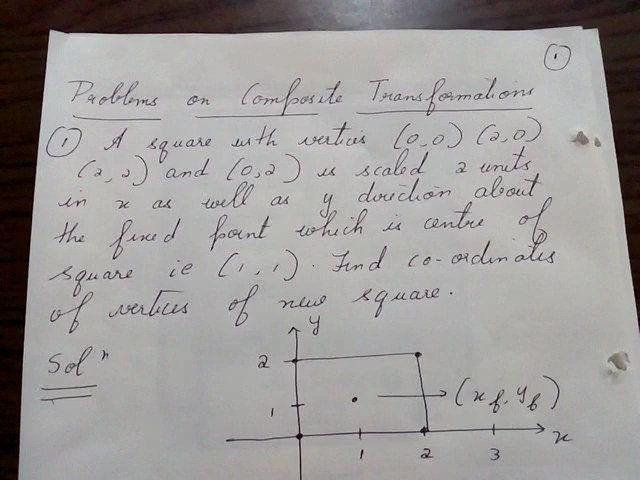 1
Problems on Composite Transformations
1 A square with vertices (0,0) (2,0)
(2,2) and (0,2) is scaled 2 units
in x as well as y direction about
the fixed point which is centre of
square ie (1,1). Find co-ordinates
of vertices of new square.
Solⁿ
y
2
1
(xf, yf)
x
1 2 3